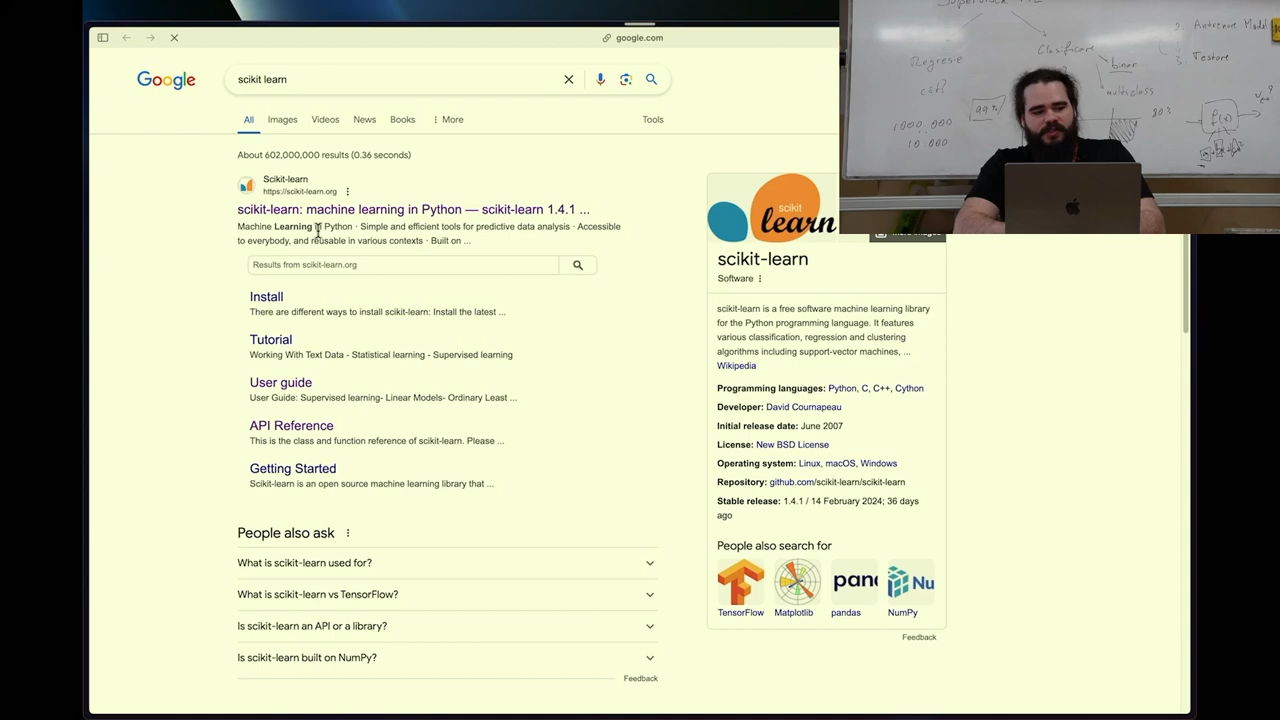 google.com
Google
scikit learn
All
Images
Videos
News
Books
More
Tools
About 602,000,000 results (0.36 seconds)
Scikit-learn
https://scikit-learn.org
scikit-learn: machine learning in Python — scikit-learn 1.4.1 ...
Machine Learning in Python · Simple and efficient tools for predictive data analysis · Accessible
to everybody, and reusable in various contexts · Built on ...
Results from scikit-learn.org
Install
There are different ways to install scikit-learn: Install the latest ...
Tutorial
Working With Text Data - Statistical learning - Supervised learning
User guide
User Guide: Supervised learning- Linear Models- Ordinary Least ...
API Reference
This is the class and function reference of scikit-learn. Please ...
Getting Started
Scikit-learn is an open source machine learning library that ...
People also ask
What is scikit-learn used for?
What is scikit-learn vs TensorFlow?
Is scikit-learn an API or a library?
Is scikit-learn built on NumPy?
Feedback
scikit
learn
scikit-learn
Software
scikit-learn is a free software machine learning library
for the Python programming language. It features
various classification, regression and clustering
algorithms including support-vector machines, ...
Wikipedia
Programming languages: Python, C, C++, Cython
Developer: David Cournapeau
Initial release date: June 2007
License: New BSD License
Operating system: Linux, macOS, Windows
Repository: github.com/scikit-learn/scikit-learn
Stable release: 1.4.1 / 14 February 2024; 36 days
ago
People also search for
pan
Nu
TensorFlow
Matplotlib
pandas
NumPy
Feedback
Regresie
cat?
1000.000
10.000
99%
Clasificare
binar
multiclass
80%
2. Antrenare Model
3. Testare
f(x)